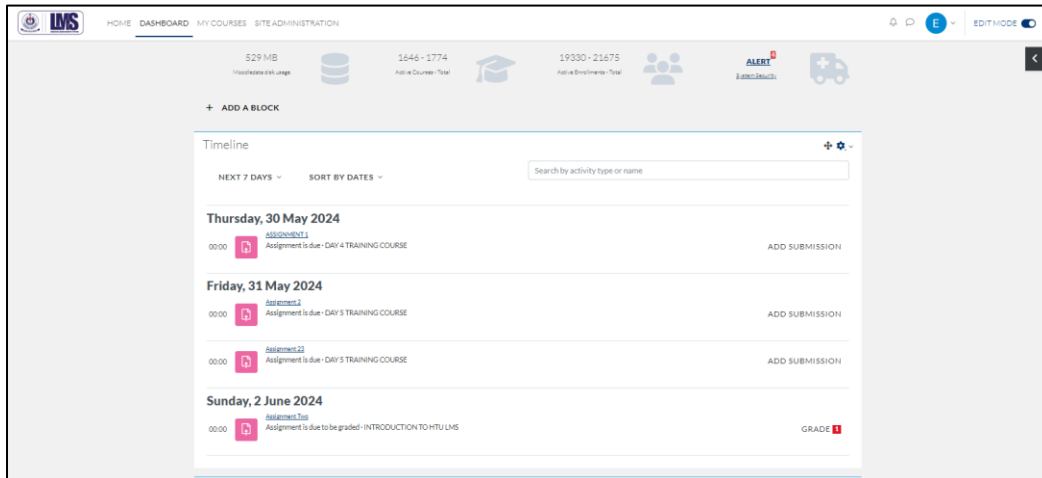 LMS
HOME DASHBOARD MY COURSES SITE ADMINISTRATION
E
EDIT MODE
529 MB
Moodledata disk usage
1646 - 1774
Active Courses - Total
19330 - 21675
Active Enrollments - Total
ALERT 4
System Security
+ ADD A BLOCK
Timeline
NEXT 7 DAYS
SORT BY DATES
Search by activity type or name
Thursday, 30 May 2024
00:00
ASSIGNMENT 1
Assignment is due - DAY 4 TRAINING COURSE
ADD SUBMISSION
Friday, 31 May 2024
00:00
Assignment 2
Assignment is due - DAY 5 TRAINING COURSE
ADD SUBMISSION
00:00
Assignment 23
Assignment is due - DAY 5 TRAINING COURSE
ADD SUBMISSION
Sunday, 2 June 2024
00:00
Assignment Two
Assignment is due to be graded - INTRODUCTION TO HTU LMS
GRADE 1